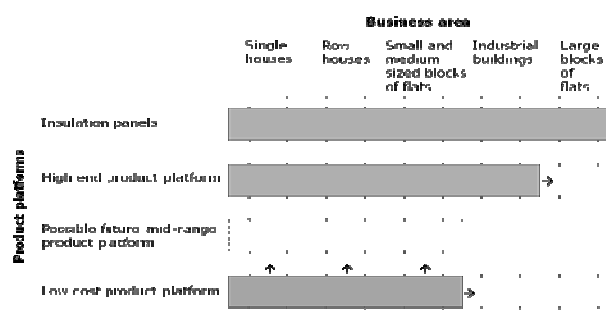 Business area
Single
houses
Row
houses
Small and
medium
sized blocks
of flats
Industrial
buildings
Large
blocks
of
flats
Product platforms
Insulation panels
High end product platform
Possible future mid-range
product platform
Low cost product platform